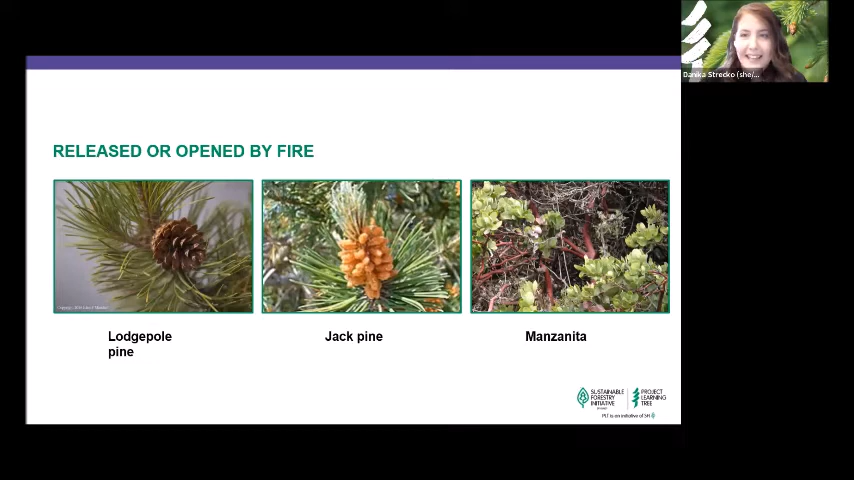 Danika Strecko (she/...
RELEASED OR OPENED BY FIRE
Lodgepole
pine
Jack pine
Manzanita
SUSTAINABLE
FORESTRY
INITIATIVE
PROJECT
LEARNING
TREE
PLT is an initiative of SFI